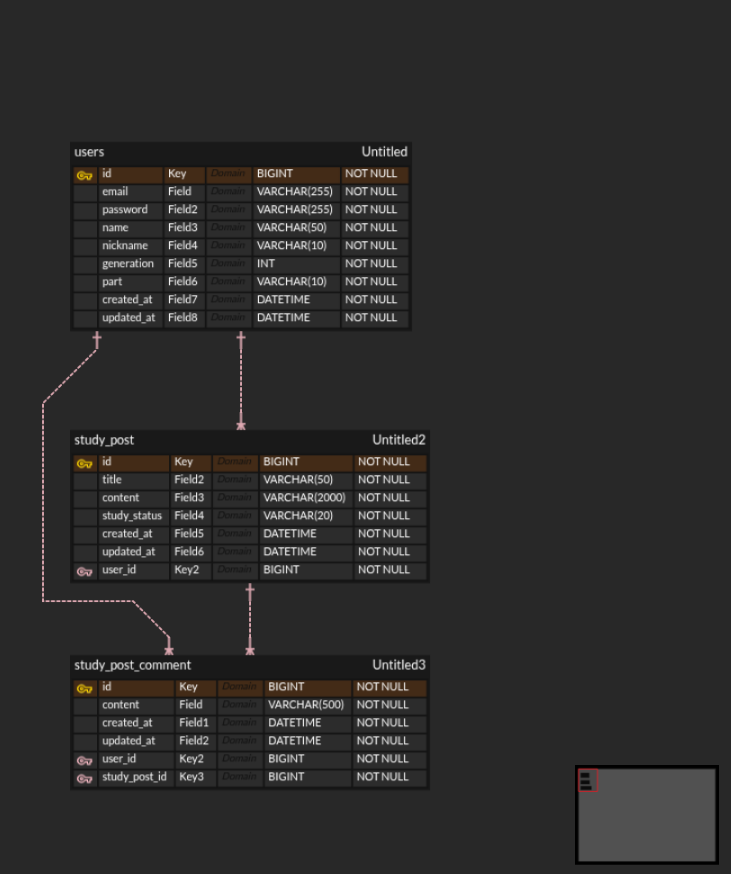 users Untitled
id Key Domain BIGINT NOT NULL
email Field Domain VARCHAR(255) NOT NULL
password Field2 Domain VARCHAR(255) NOT NULL
name Field3 Domain VARCHAR(50) NOT NULL
nickname Field4 Domain VARCHAR(10) NOT NULL
generation Field5 Domain INT NOT NULL
part Field6 Domain VARCHAR(10) NOT NULL
created_at Field7 Domain DATETIME NOT NULL
updated_at Field8 Domain DATETIME NOT NULL
study_post Untitled2
id Key Domain BIGINT NOT NULL
title Field2 Domain VARCHAR(50) NOT NULL
content Field3 Domain VARCHAR(2000) NOT NULL
study_status Field4 Domain VARCHAR(20) NOT NULL
created_at Field5 Domain DATETIME NOT NULL
updated_at Field6 Domain DATETIME NOT NULL
user_id Key2 Domain BIGINT NOT NULL
study_post_comment Untitled3
id Key Domain BIGINT NOT NULL
content Field Domain VARCHAR(500) NOT NULL
created_at Field1 Domain DATETIME NOT NULL
updated_at Field2 Domain DATETIME NOT NULL
user_id Key2 Domain BIGINT NOT NULL
study_post_id Key3 Domain BIGINT NOT NULL